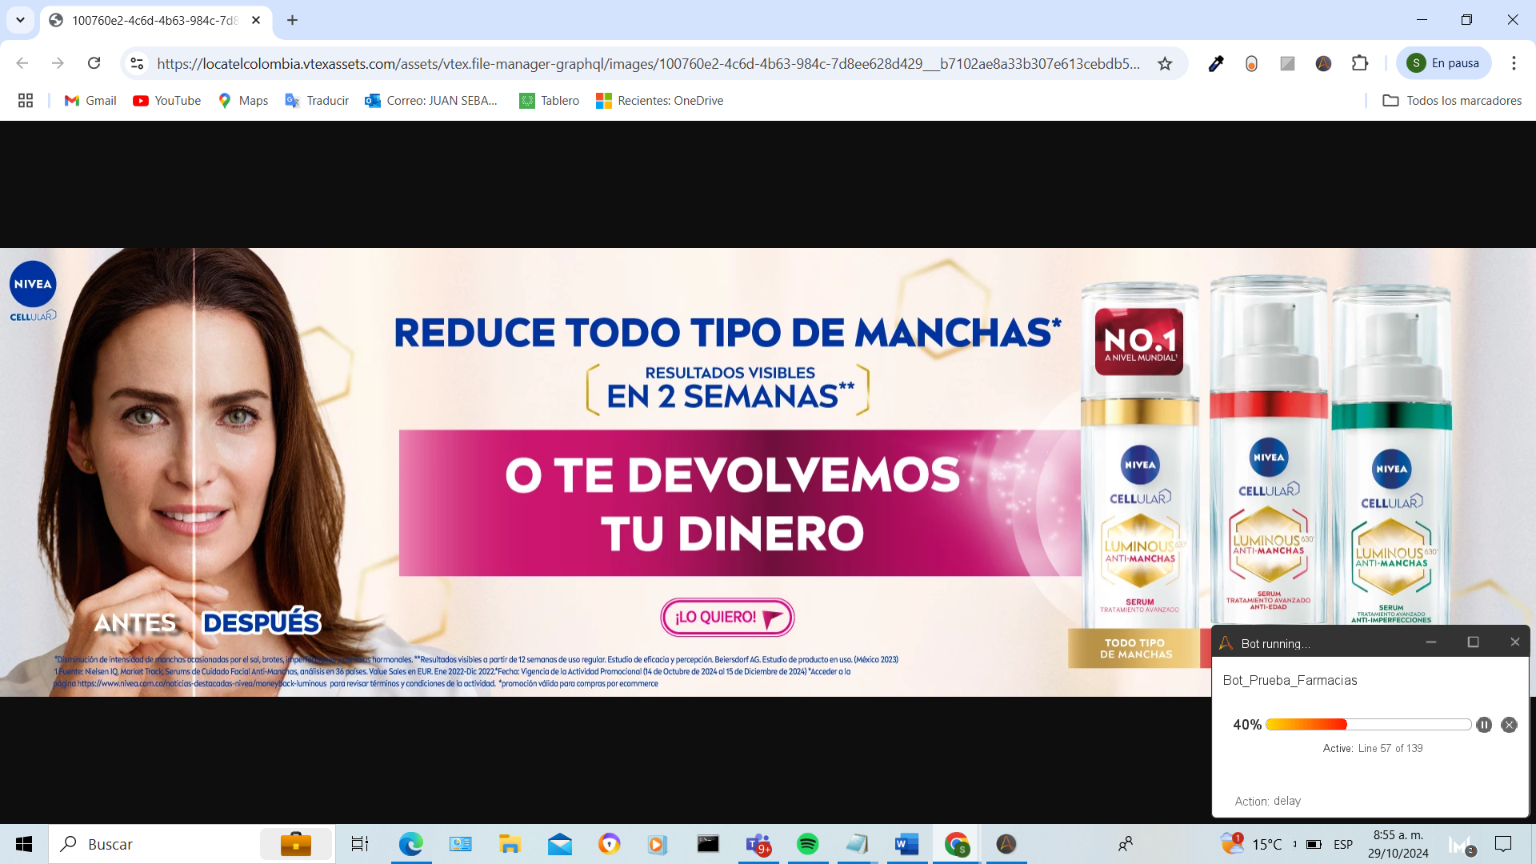 100760e2-4c6d-4b63-984c-7d8
https://locatelcolombia.vtexassets.com/assets/vtex.file-manager-graphql/images/100760e2-4c6d-4b63-984c-7d8ee628d429___b7102ae8a33b307e613cebdb5...
S En pausa
Gmail YouTube Maps Traducir Correo: JUAN SEBA... Tablero Recientes: OneDrive Todos los marcadores
NIVEA
CELLULAR
REDUCE TODO TIPO DE MANCHAS*
RESULTADOS VISIBLES
EN 2 SEMANAS**
O TE DEVOLVEMOS
TU DINERO
¡LO QUIERO!
ANTES DESPUÉS
*Disminución de intensidad de manchas ocasionados por el sol, brotes, hormonales. **Resultados visibles a partir de 12 semanas de uso regular. Estudio de eficacia y percepción. Beiersdorf AG. Estudio de producto en uso. (México 2023)
1 Fuente: Nielsen IQ, Market Track, Serums de Cuidado Facial Anti-Manchas, análisis en 36 países. Value Sales en EUR. Ene 2022-Dic 2022.*Fecha: Vigencia de la Actividad Promocional (14 de Octubre de 2024 al 15 de Diciembre de 2024) *Acceder a la
página https://www.nivea.com.co/noticias-destacadas-nivea/moneyback-luminous para revisar términos y condiciones de la actividad. *promoción válida para compras por ecommerce
NO.1
A NIVEL MUNDIAL¹
NIVEA
CELLULAR
LUMINOUS630
ANTI-MANCHAS
SERUM
TRATAMIENTO AVANZADO
TODO TIPO
DE MANCHAS
NIVEA
CELLULAR
LUMINOUS630
ANTI-MANCHAS
SERUM
TRATAMIENTO AVANZADO
ANTI-EDAD
NIVEA
CELLULAR
LUMINOUS630
ANTI-MANCHAS
SERUM
TRATAMIENTO AVANZADO
ANTI-IMPERFECCIONES
Bot running...
Bot_Prueba_Farmacias
40%
Active: Line 57 of 139
Action: delay
Buscar
9+
1
15°C
ESP
8:55 a. m.
29/10/2024
2